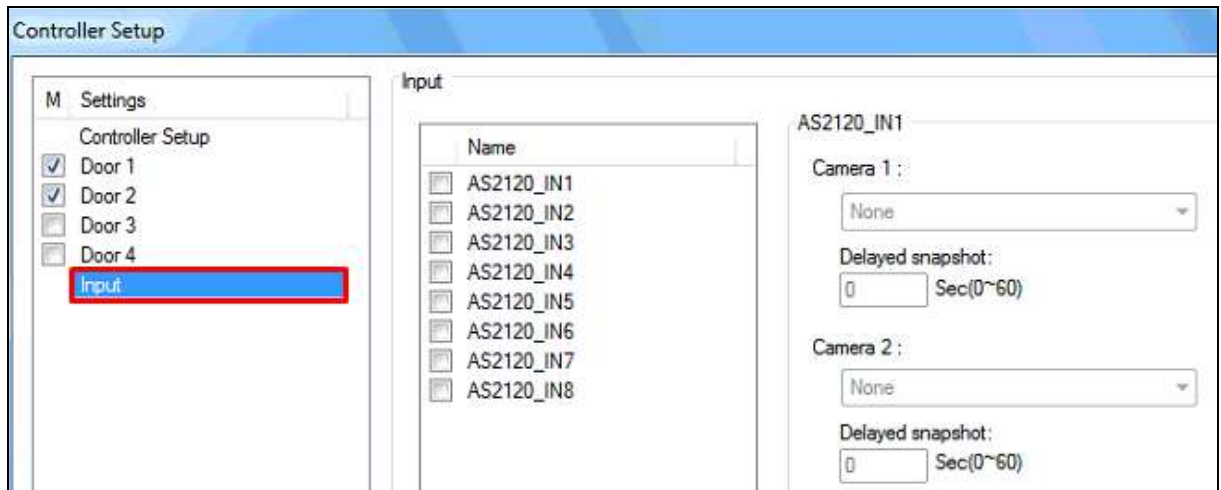 Controller Setup
M Settings
Controller Setup
Door 1
Door 2
Door 3
Door 4
Input
Input
Name
AS2120_IN1
AS2120_IN2
AS2120_IN3
AS2120_IN4
AS2120_IN5
AS2120_IN6
AS2120_IN7
AS2120_IN8
AS2120_IN1
Camera 1 :
None
Delayed snapshot:
0 Sec(0~60)
Camera 2 :
None
Delayed snapshot:
0 Sec(0~60)